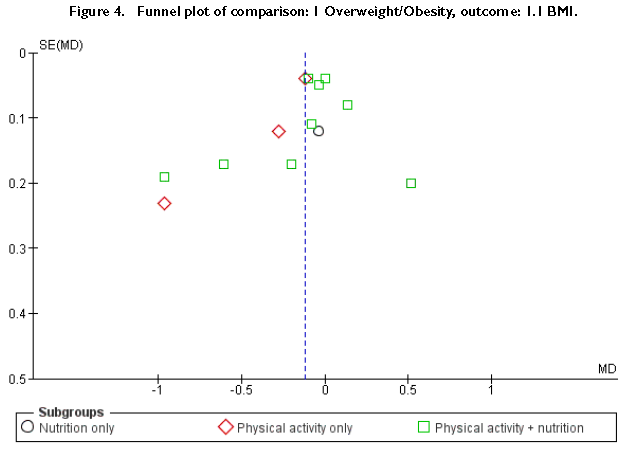 Figure 4. Funnel plot of comparison: 1 Overweight/Obesity, outcome: 1.1 BMI.
SE(MD)
0
0.1
0.2
0.3
0.4
0.5
MD
-1 -0.5 0 0.5 1
Subgroups
Nutrition only Physical activity only Physical activity + nutrition